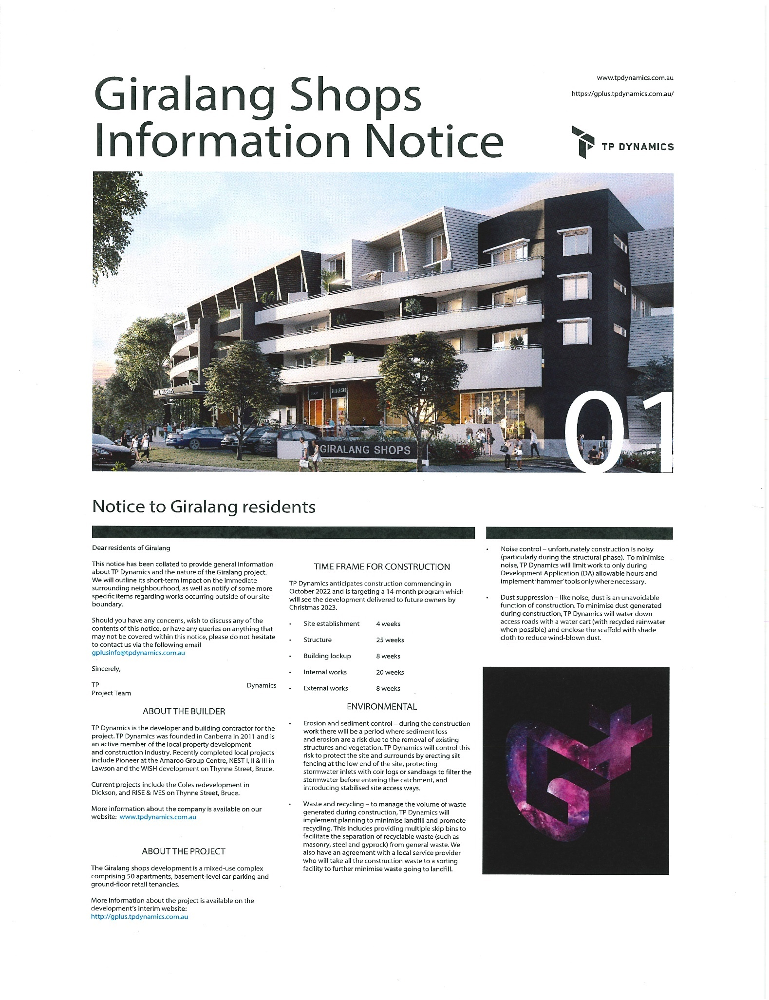 Giralang Shops
Information Notice
www.tpdynamics.com.au
https://gplus.tpdynamics.com.au/
TP DYNAMICS
GIRALANG SHOPS
LIQUOR ST
GIRALANG SHOPS
01
Notice to Giralang residents
Dear residents of Giralang
This notice has been collated to provide general information
about TP Dynamics and the nature of the Giralang project.
We will outline its short-term impact on the immediate
surrounding neighbourhood, as well as notify of some more
specific items regarding works occurring outside of our site
boundary.
Should you have any concerns, wish to discuss any of the
contents of this notice, or have any queries on anything that
may not be covered within this notice, please do not hesitate
to contact us via the following email
gplusinfo@tpdynamics.com.au
Sincerely,
TP Dynamics
Project Team
ABOUT THE BUILDER
TP Dynamics is the developer and building contractor for the
project. TP Dynamics was founded in Canberra in 2011 and is
an active member of the local property development
and construction industry. Recently completed local projects
include Pioneer at the Amaroo Group Centre, NEST I, II & III in
Lawson and the WISH development on Thynne Street, Bruce.
Current projects include the Coles redevelopment in
Dickson, and RISE & IVES on Thynne Street, Bruce.
More information about the company is available on our
website: www.tpdynamics.com.au
ABOUT THE PROJECT
The Giralang shops development is a mixed-use complex
comprising 50 apartments, basement-level car parking and
ground-floor retail tenancies.
More information about the project is available on the
development's interim website:
http://gplus.tpdynamics.com.au
TIME FRAME FOR CONSTRUCTION
TP Dynamics anticipates construction commencing in
October 2022 and is targeting a 14-month program which
will see the development delivered to future owners by
Christmas 2023.
• Site establishment 4 weeks
• Structure 25 weeks
• Building lockup 8 weeks
• Internal works 20 weeks
• External works 8 weeks
ENVIRONMENTAL
• Erosion and sediment control – during the construction
work there will be a period where sediment loss
and erosion are a risk due to the removal of existing
structures and vegetation. TP Dynamics will control this
risk to protect the site and surrounds by erecting silt
fencing at the low end of the site, protecting
stormwater inlets with coir logs or sandbags to filter the
stormwater before entering the catchment, and
introducing stabilised site access ways.
• Waste and recycling – to manage the volume of waste
generated during construction, TP Dynamics will
implement planning to minimise landfill and promote
recycling. This includes providing multiple skip bins to
facilitate the separation of recyclable waste (such as
masonry, steel and gyprock) from general waste. We
also have an agreement with a local service provider
who will take all the construction waste to a sorting
facility to further minimise waste going to landfill.
• Noise control – unfortunately construction is noisy
(particularly during the structural phase). To minimise
noise, TP Dynamics will limit work to only during
Development Application (DA) allowable hours and
implement 'hammer' tools only where necessary.
• Dust suppression – like noise, dust is an unavoidable
function of construction. To minimise dust generated
during construction, TP Dynamics will water down
access roads with a water cart (with recycled rainwater
when possible) and enclose the scaffold with shade
cloth to reduce wind-blown dust.
G+